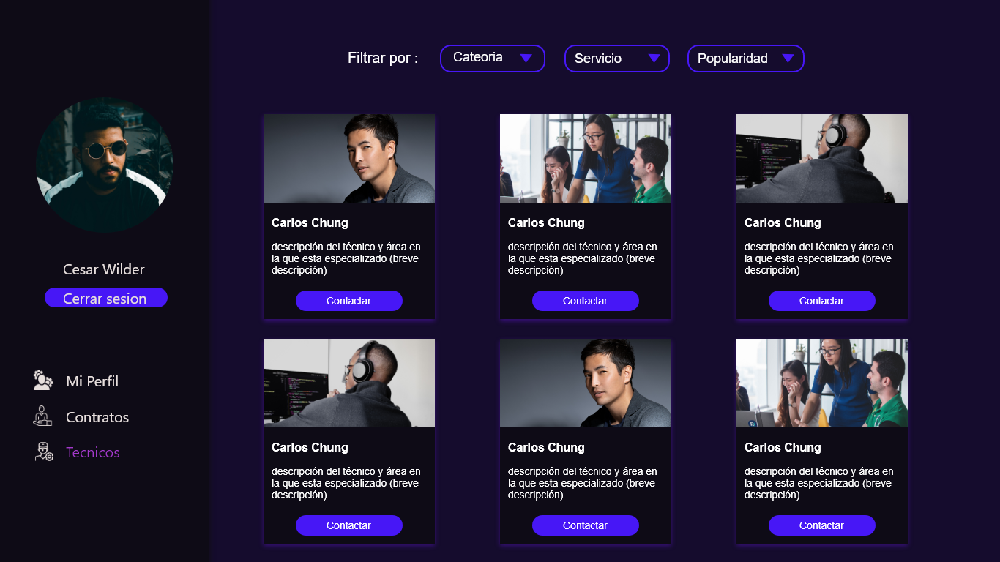 Filtrar por :
Cateoria
Servicio
Popularidad
Cesar Wilder
Cerrar sesion
Mi Perfil
Contratos
Tecnicos
Carlos Chung
descripción del técnico y área en
la que esta especializado (breve
descripción)
Contactar
Carlos Chung
descripción del técnico y área en
la que esta especializado (breve
descripción)
Contactar
Carlos Chung
descripción del técnico y área en
la que esta especializado (breve
descripción)
Contactar
Carlos Chung
descripción del técnico y área en
la que esta especializado (breve
descripción)
Contactar
Carlos Chung
descripción del técnico y área en
la que esta especializado (breve
descripción)
Contactar
Carlos Chung
descripción del técnico y área en
la que esta especializado (breve
descripción)
Contactar